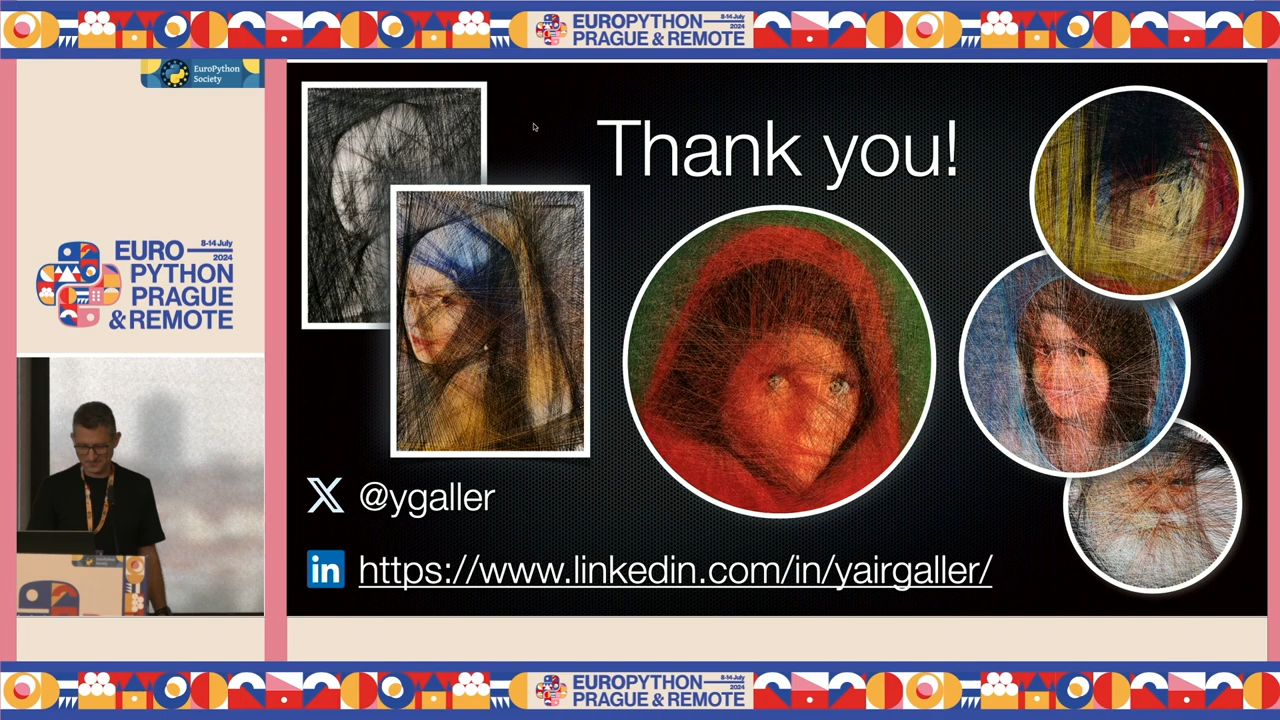 EUROPYTHON
8-14 July
2024
PRAGUE & REMOTE
EuroPython
Society
EURO
8-14 July
2024
PYTHON
PRAGUE
& REMOTE
Thank you!
@ygaller
in https://www.linkedin.com/in/yairgaller/
EUROPYTHON
8-14 July
2024
PRAGUE & REMOTE